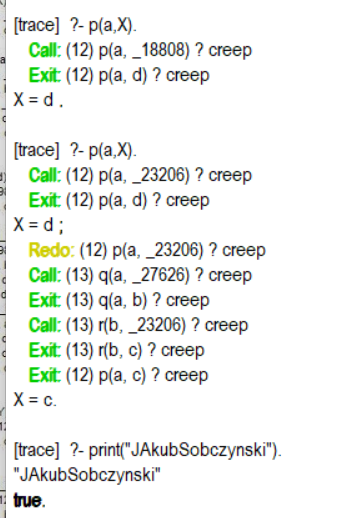 [trace]  ?- p(a,X).
Call: (12) p(a, _18808) ? creep
Exit: (12) p(a, d) ? creep
X = d .
[trace]  ?- p(a,X).
Call: (12) p(a, _23206) ? creep
Exit: (12) p(a, d) ? creep
X = d ;
Redo: (12) p(a, _23206) ? creep
Call: (13) q(a, _27626) ? creep
Exit: (13) q(a, b) ? creep
Call: (13) r(b, _23206) ? creep
Exit: (13) r(b, c) ? creep
Exit: (12) p(a, c) ? creep
X = c.
[trace]  ?- print("JAkubSobczynski").
"JAkubSobczynski"
true.